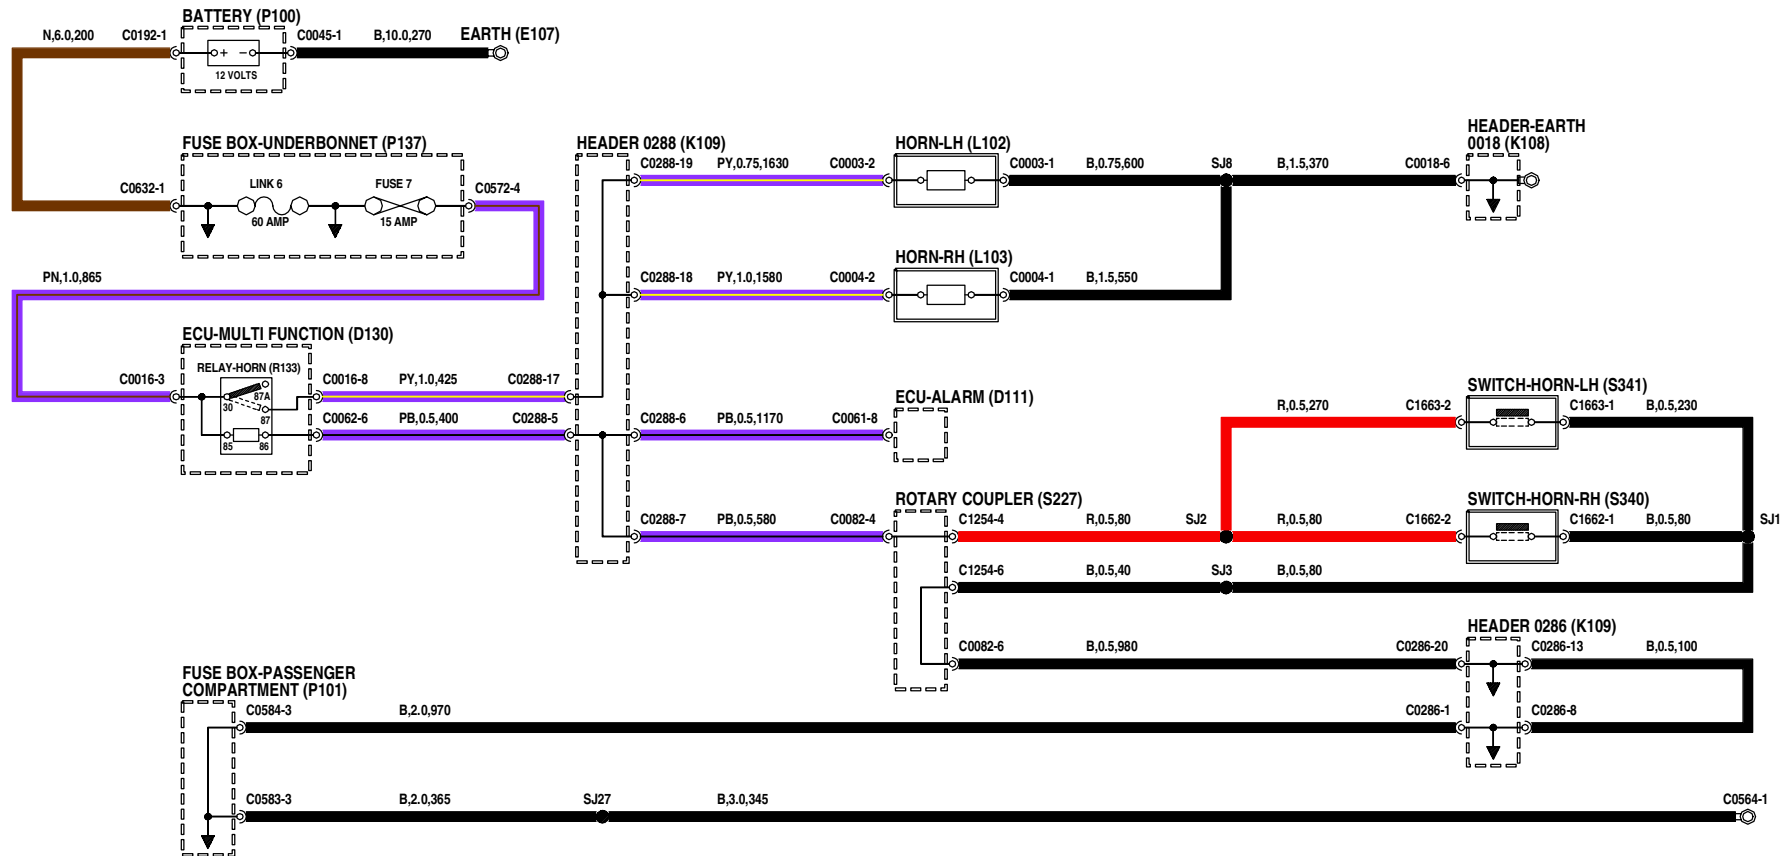 BATTERY (P100)
N,6.0,200 C0192-1 C0045-1 B,10.0,270 EARTH (E107)
+ −
12 VOLTS
FUSE BOX-UNDERBONNET (P137) HEADER 0288 (K109) HORN-LH (L102) HEADER-EARTH
0018 (K108)
C0288-19 PY,0.75,1630 C0003-2 C0003-1 B,0.75,600 SJ8 B,1.5,370 C0018-6
C0632-1 LINK 6 FUSE 7 C0572-4
60 AMP 15 AMP
HORN-RH (L103)
PN,1.0,865 C0288-18 PY,1.0,1580 C0004-2 C0004-1 B,1.5,550
ECU-MULTI FUNCTION (D130)
RELAY-HORN (R133)
C0016-3 C0016-8 PY,1.0,425 C0288-17
87A
30
87
85 86
C0062-6 PB,0.5,400 C0288-5 C0288-6 PB,0.5,1170 C0061-8
ECU-ALARM (D111)
SWITCH-HORN-LH (S341)
R,0.5,270 C1663-2 C1663-1 B,0.5,230
ROTARY COUPLER (S227) SWITCH-HORN-RH (S340)
C0288-7 PB,0.5,580 C0082-4 C1254-4 R,0.5,80 SJ2 R,0.5,80 C1662-2 C1662-1 B,0.5,80 SJ1
C1254-6 B,0.5,40 SJ3 B,0.5,80
HEADER 0286 (K109)
C0082-6 B,0.5,980 C0286-20 C0286-13 B,0.5,100
FUSE BOX-PASSENGER
COMPARTMENT (P101)
C0584-3 B,2.0,970 C0286-1 C0286-8
C0583-3 B,2.0,365 SJ27 B,3.0,345 C0564-1